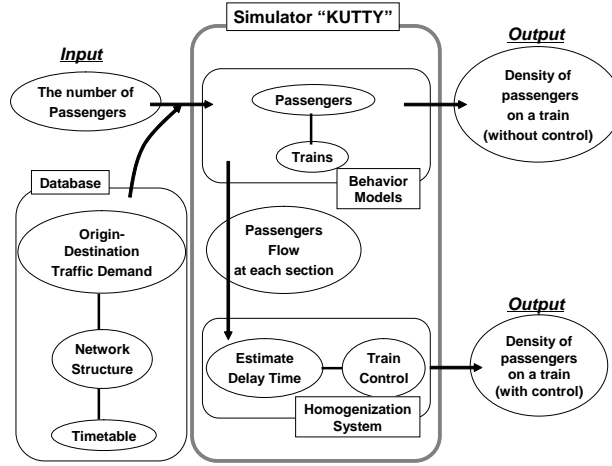 Simulator “KUTTY”
Input
The number of
Passengers
Database
Origin-
Destination
Traffic Demand
Network
Structure
Timetable
Passengers
Trains
Behavior
Models
Passengers
Flow
at each section
Estimate
Delay Time
Train
Control
Homogenization
System
Output
Density of
passengers
on a train
(without control)
Output
Density of
passengers
on a train
(with control)